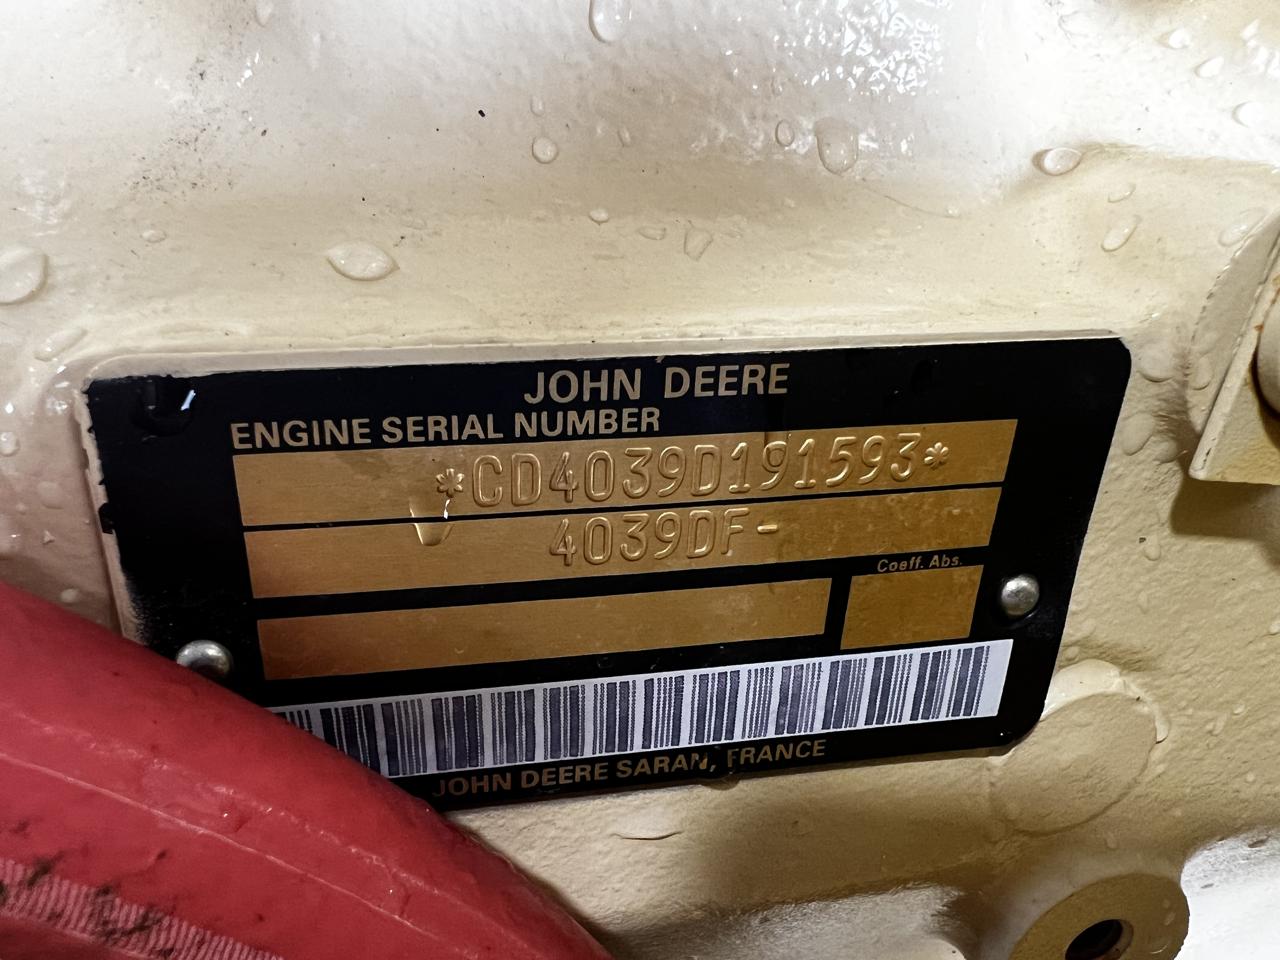 JOHN DEERE
ENGINE SERIAL NUMBER
*CD4039D191593*
4039DF-
Coeff. Abs.
JOHN DEERE SARAN, FRANCE